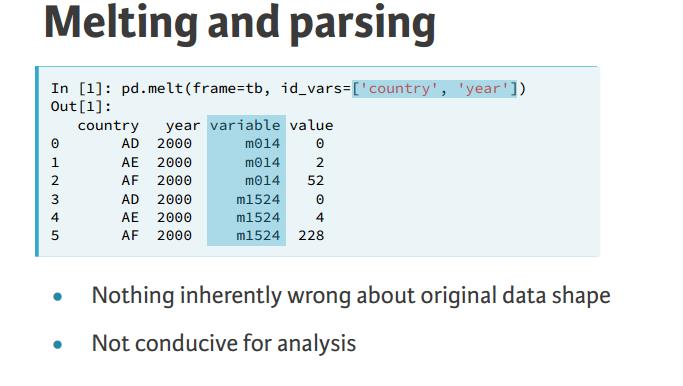 Melting and parsing
In [1]: pd.melt(frame=tb, id_vars=['country', 'year'])
Out[1]:
country year variable value
0 AD 2000 m014 0
1 AE 2000 m014 2
2 AF 2000 m014 52
3 AD 2000 m1524 0
4 AE 2000 m1524 4
5 AF 2000 m1524 228
• Nothing inherently wrong about original data shape
• Not conducive for analysis